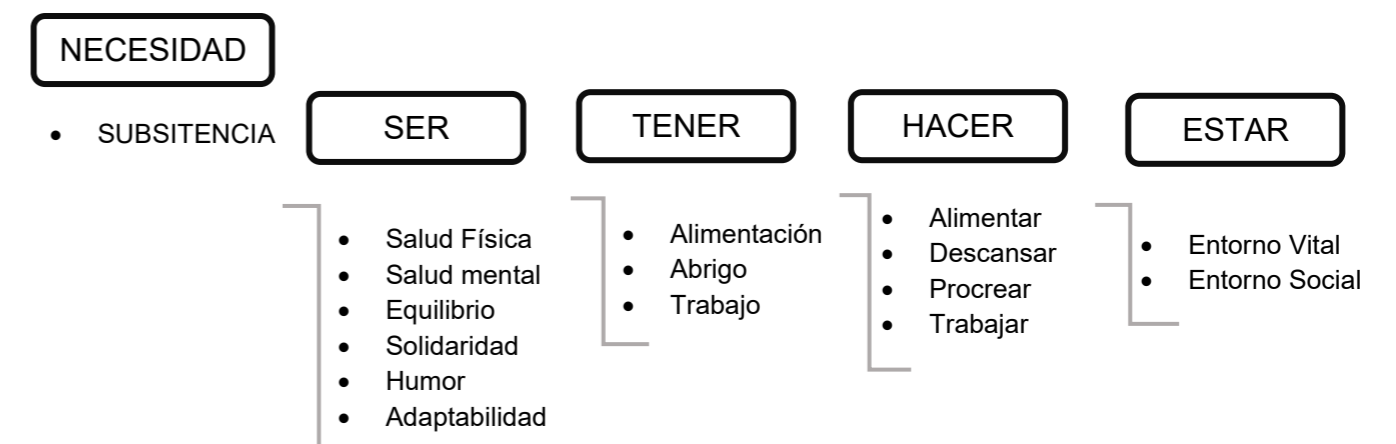 NECESIDAD
• SUBSITENCIA
SER
• Salud Física
• Salud mental
• Equilibrio
• Solidaridad
• Humor
• Adaptabilidad
TENER
• Alimentación
• Abrigo
• Trabajo
HACER
• Alimentar
• Descansar
• Procrear
• Trabajar
ESTAR
• Entorno Vital
• Entorno Social